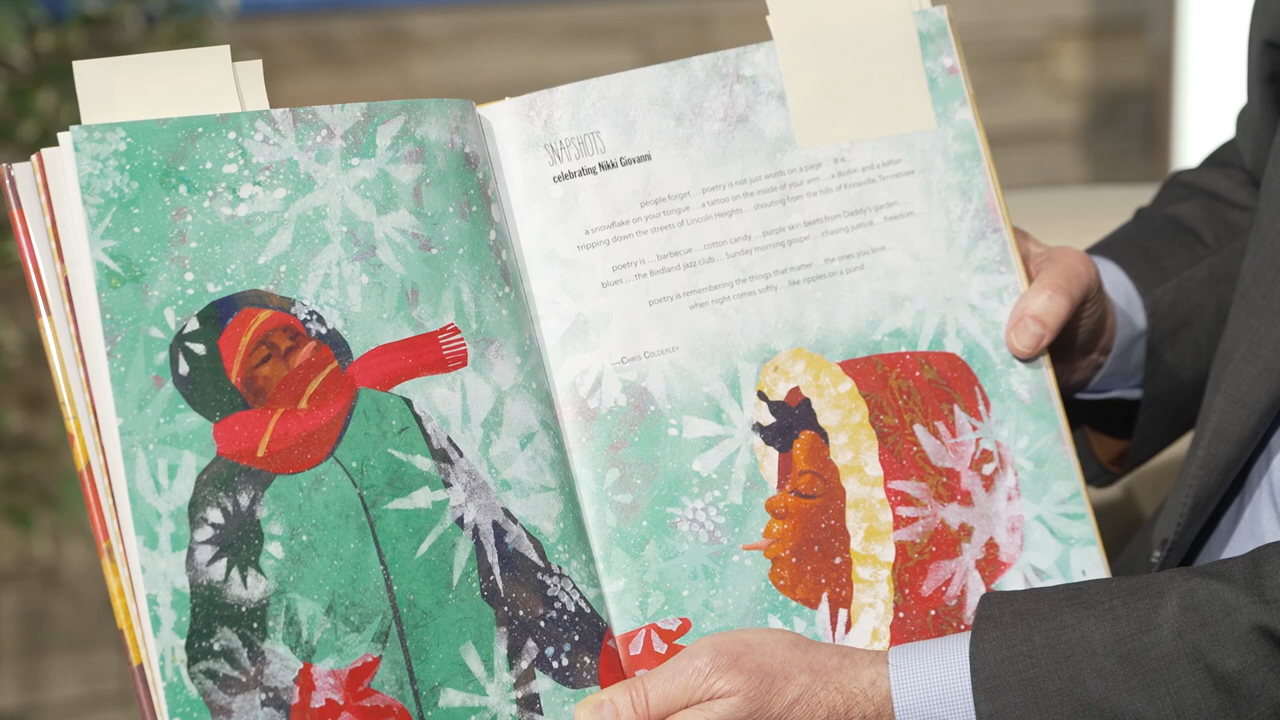 SNAPSHOTS
celebrating Nikki Giovanni
people forget . . . poetry is not just words on a page . . . it is . . .
a snowflake on your tongue . . . a tattoo on the inside of your arm . . . a dashiki and a kaftan
tripping down the streets of Lincoln Heights . . . shouting from the hills of Knoxville, Tennessee
poetry is . . . barbecue . . . cotton candy . . . purple skin beets from Daddy's garden . . .
blues . . . the Birdland jazz club . . . Sunday morning gospel . . . chasing justice . . . freedom
poetry is remembering the things that matter . . . the ones you love . . .
when night comes softly . . . like ripples on a pond
—CHRIS COLDERLEY